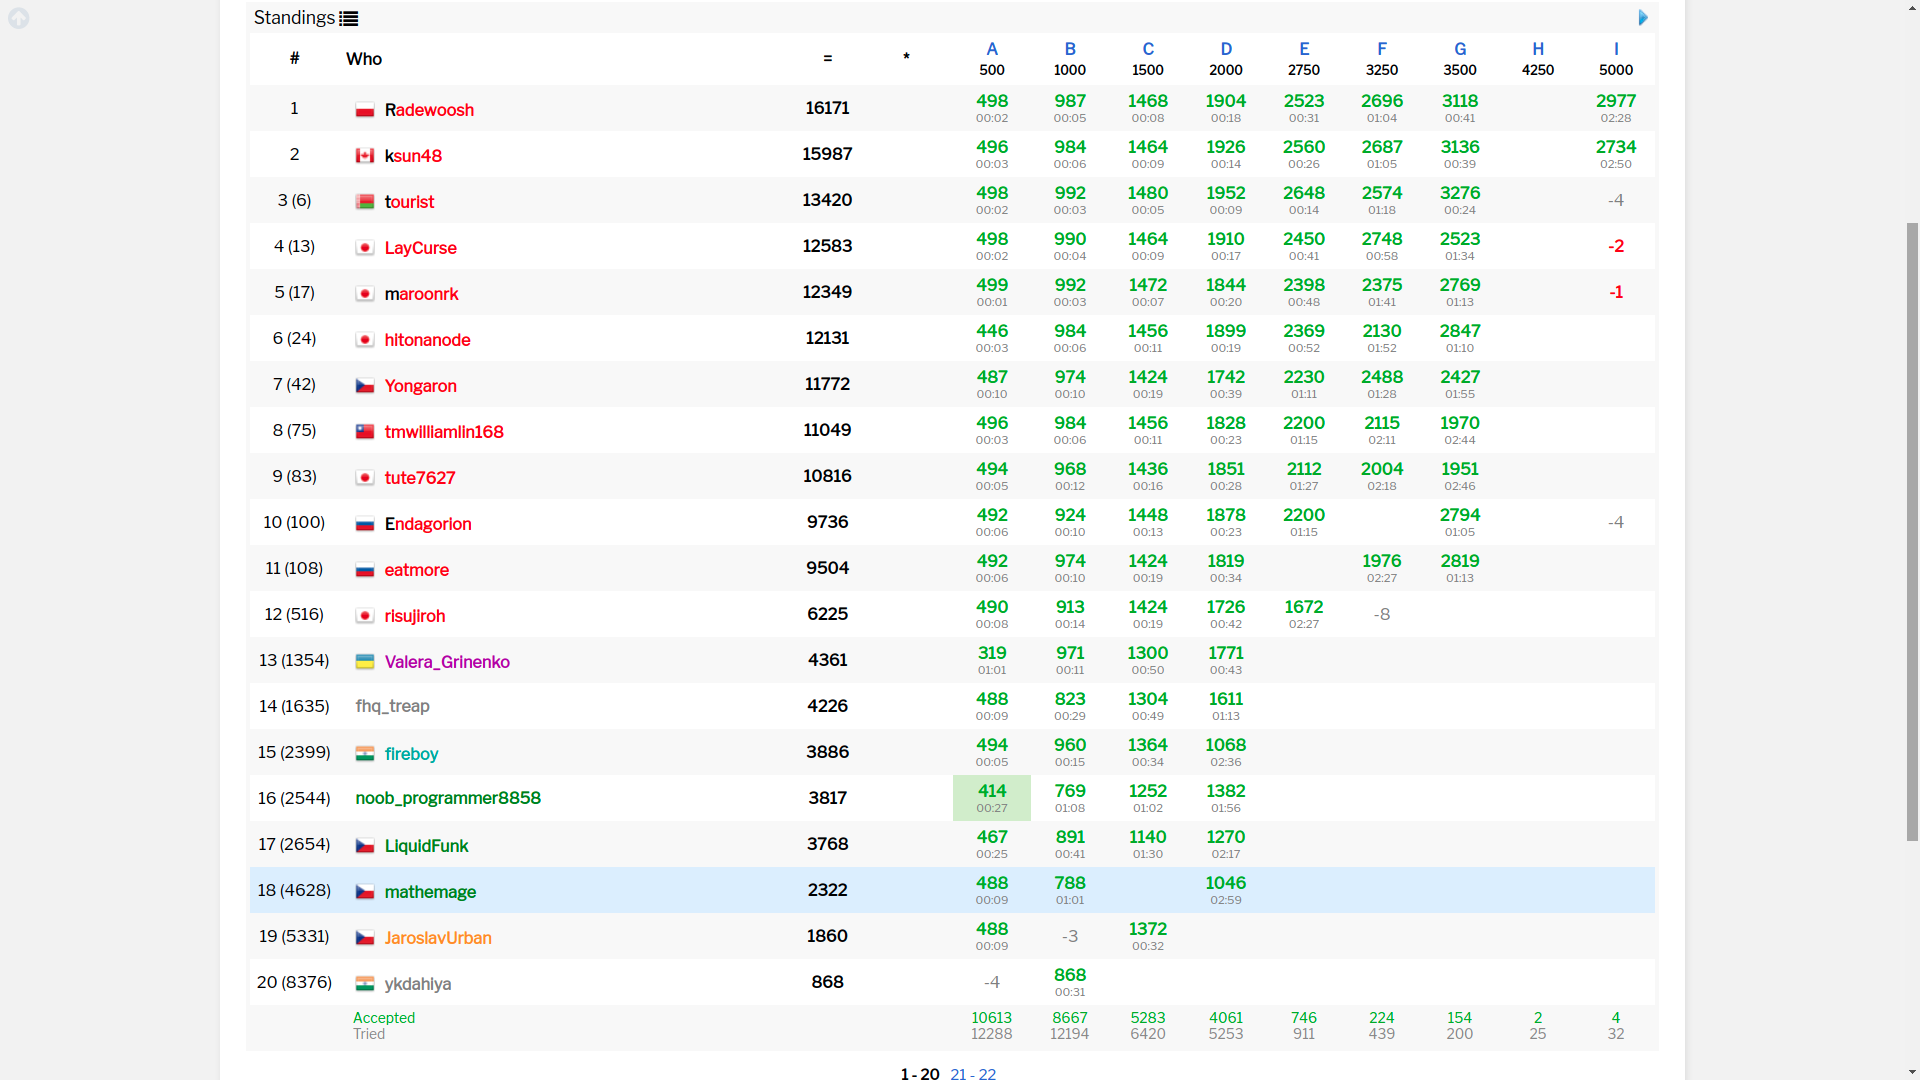 Standings
# Who = * A B C D E F G H I
500 1000 1500 2000 2750 3250 3500 4250 5000
1 Radewoosh 16171 498 987 1468 1904 2523 2696 3118 2977
00:02 00:05 00:08 00:18 00:31 01:04 00:41 02:28
2 ksun48 15987 496 984 1464 1926 2560 2687 3136 2734
00:03 00:06 00:09 00:14 00:26 01:05 00:39 02:50
3 (6) tourist 13420 498 992 1480 1952 2648 2574 3276 -4
00:02 00:03 00:05 00:09 00:14 01:18 00:24
4 (13) LayCurse 12583 498 990 1464 1910 2450 2748 2523 -2
00:02 00:04 00:09 00:17 00:41 00:58 01:34
5 (17) maroonrk 12349 499 992 1472 1844 2398 2375 2769 -1
00:01 00:03 00:07 00:20 00:48 01:41 01:13
6 (24) hitonanode 12131 446 984 1456 1899 2369 2130 2847
00:03 00:06 00:11 00:19 00:52 01:52 01:10
7 (42) Yongaron 11772 487 974 1424 1742 2230 2488 2427
00:10 00:10 00:19 00:39 01:11 01:28 01:55
8 (75) tmwilliamlin168 11049 496 984 1456 1828 2200 2115 1970
00:03 00:06 00:11 00:23 01:15 02:11 02:44
9 (83) tute7627 10816 494 968 1436 1851 2112 2004 1951
00:05 00:12 00:16 00:28 01:27 02:18 02:46
10 (100) Endagorion 9736 492 924 1448 1878 2200 2794 -4
00:06 00:10 00:13 00:23 01:15 01:05
11 (108) eatmore 9504 492 974 1424 1819 1976 2819
00:06 00:10 00:19 00:34 02:27 01:13
12 (516) risujiroh 6225 490 913 1424 1726 1672 -8
00:08 00:14 00:19 00:42 02:27
13 (1354) Valera_Grinenko 4361 319 971 1300 1771
01:01 00:11 00:50 00:43
14 (1635) fhq_treap 4226 488 823 1304 1611
00:09 00:29 00:49 01:13
15 (2399) fireboy 3886 494 960 1364 1068
00:05 00:15 00:34 02:36
16 (2544) noob_programmer8858 3817 414 769 1252 1382
00:27 01:08 01:02 01:56
17 (2654) LiquidFunk 3768 467 891 1140 1270
00:25 00:41 01:30 02:17
18 (4628) mathemage 2322 488 788 1046
00:09 01:01 02:59
19 (5331) JaroslavUrban 1860 488 -3 1372
00:09 00:32
20 (8376) ykdahiya 868 -4 868
00:31
Accepted 10613 8667 5283 4061 746 224 154 2 4
Tried 12288 12194 6420 5253 911 439 200 25 32
1 - 20 21 - 22